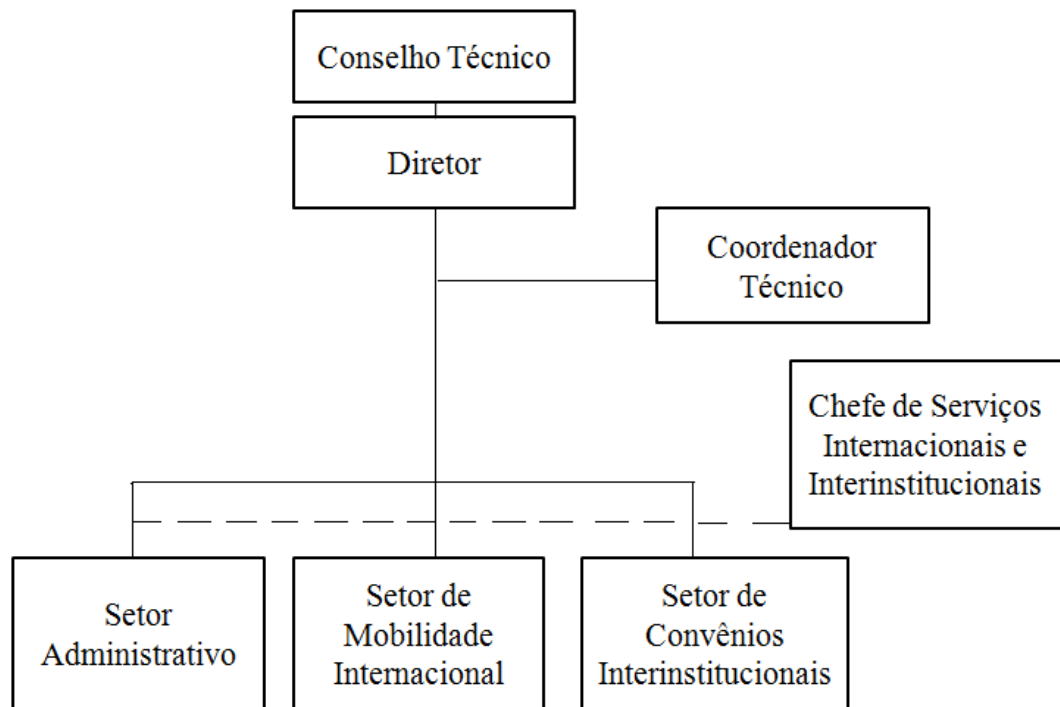 Conselho Técnico
Diretor
Coordenador
Técnico
Chefe de Serviços
Internacionais e
Interinstitucionais
Setor
Administrativo
Setor de
Mobilidade
Internacional
Setor de
Convênios
Interinstitucionais